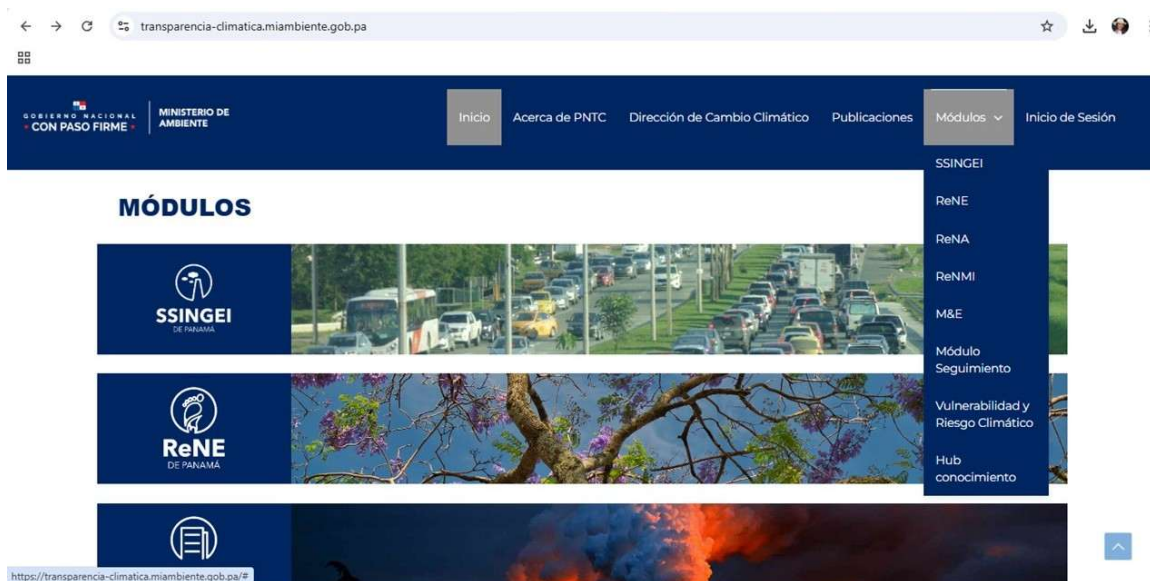 transparencia-climatica.miambiente.gob.pa
GOBIERNO NACIONAL
• CON PASO FIRME •
MINISTERIO DE
AMBIENTE
Inicio
Acerca de PNTC
Dirección de Cambio Climático
Publicaciones
Módulos
Inicio de Sesión
SSINGEI
ReNE
ReNA
ReNMI
M&E
Módulo
Seguimiento
Vulnerabilidad y
Riesgo Climático
Hub
conocimiento
MÓDULOS
SSINGEI
DE PANAMÁ
ReNE
DE PANAMÁ
https://transparencia-climatica.miambiente.gob.pa/#